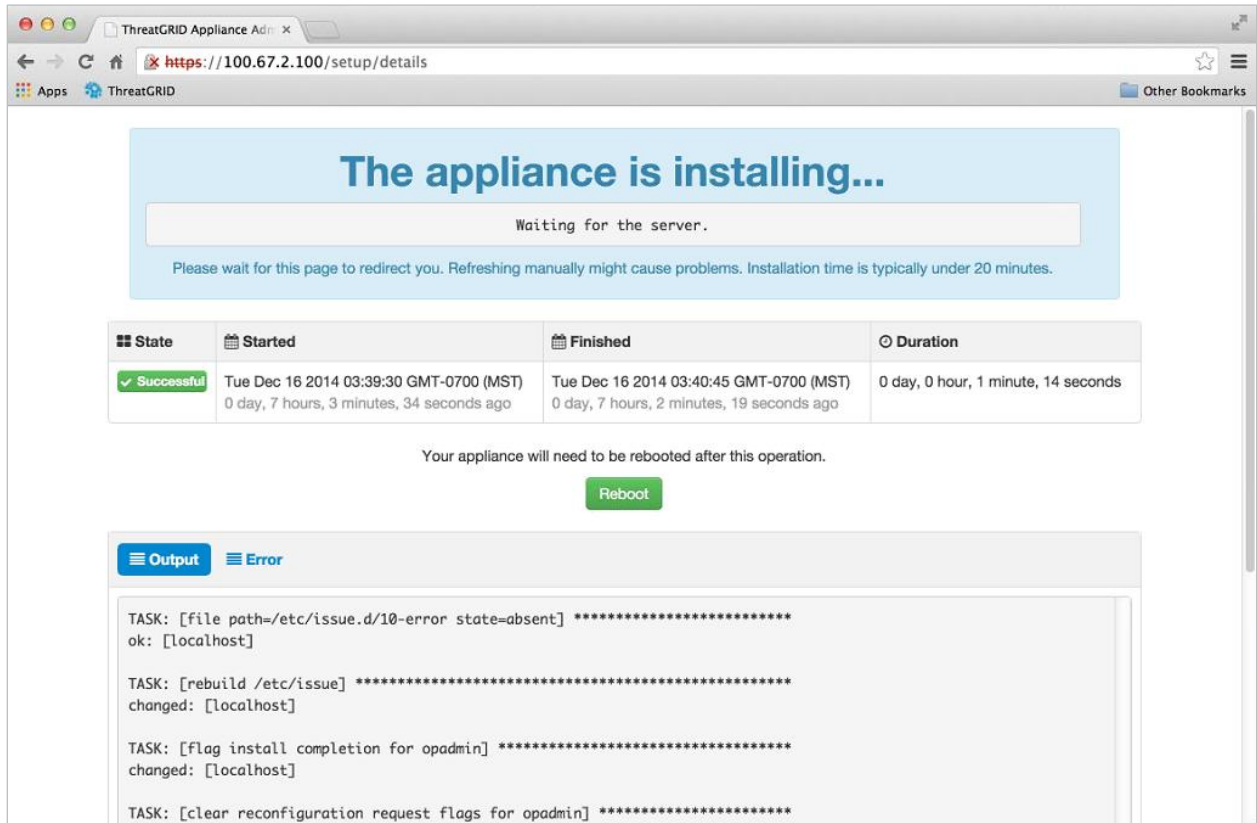 ThreatGRID Appliance Adm
https://100.67.2.100/setup/details
Apps ThreatGRID Other Bookmarks
The appliance is installing...
Waiting for the server.
Please wait for this page to redirect you. Refreshing manually might cause problems. Installation time is typically under 20 minutes.
State Started Finished Duration
Successful Tue Dec 16 2014 03:39:30 GMT-0700 (MST) Tue Dec 16 2014 03:40:45 GMT-0700 (MST) 0 day, 0 hour, 1 minute, 14 seconds
0 day, 7 hours, 3 minutes, 34 seconds ago 0 day, 7 hours, 2 minutes, 19 seconds ago
Your appliance will need to be rebooted after this operation.
Reboot
Output Error
TASK: [file path=/etc/issue.d/10-error state=absent] **************************
ok: [localhost]
TASK: [rebuild /etc/issue] ****************************************************
changed: [localhost]
TASK: [flag install completion for opadmin] ***********************************
changed: [localhost]
TASK: [clear reconfiguration request flags for opadmin] ***********************